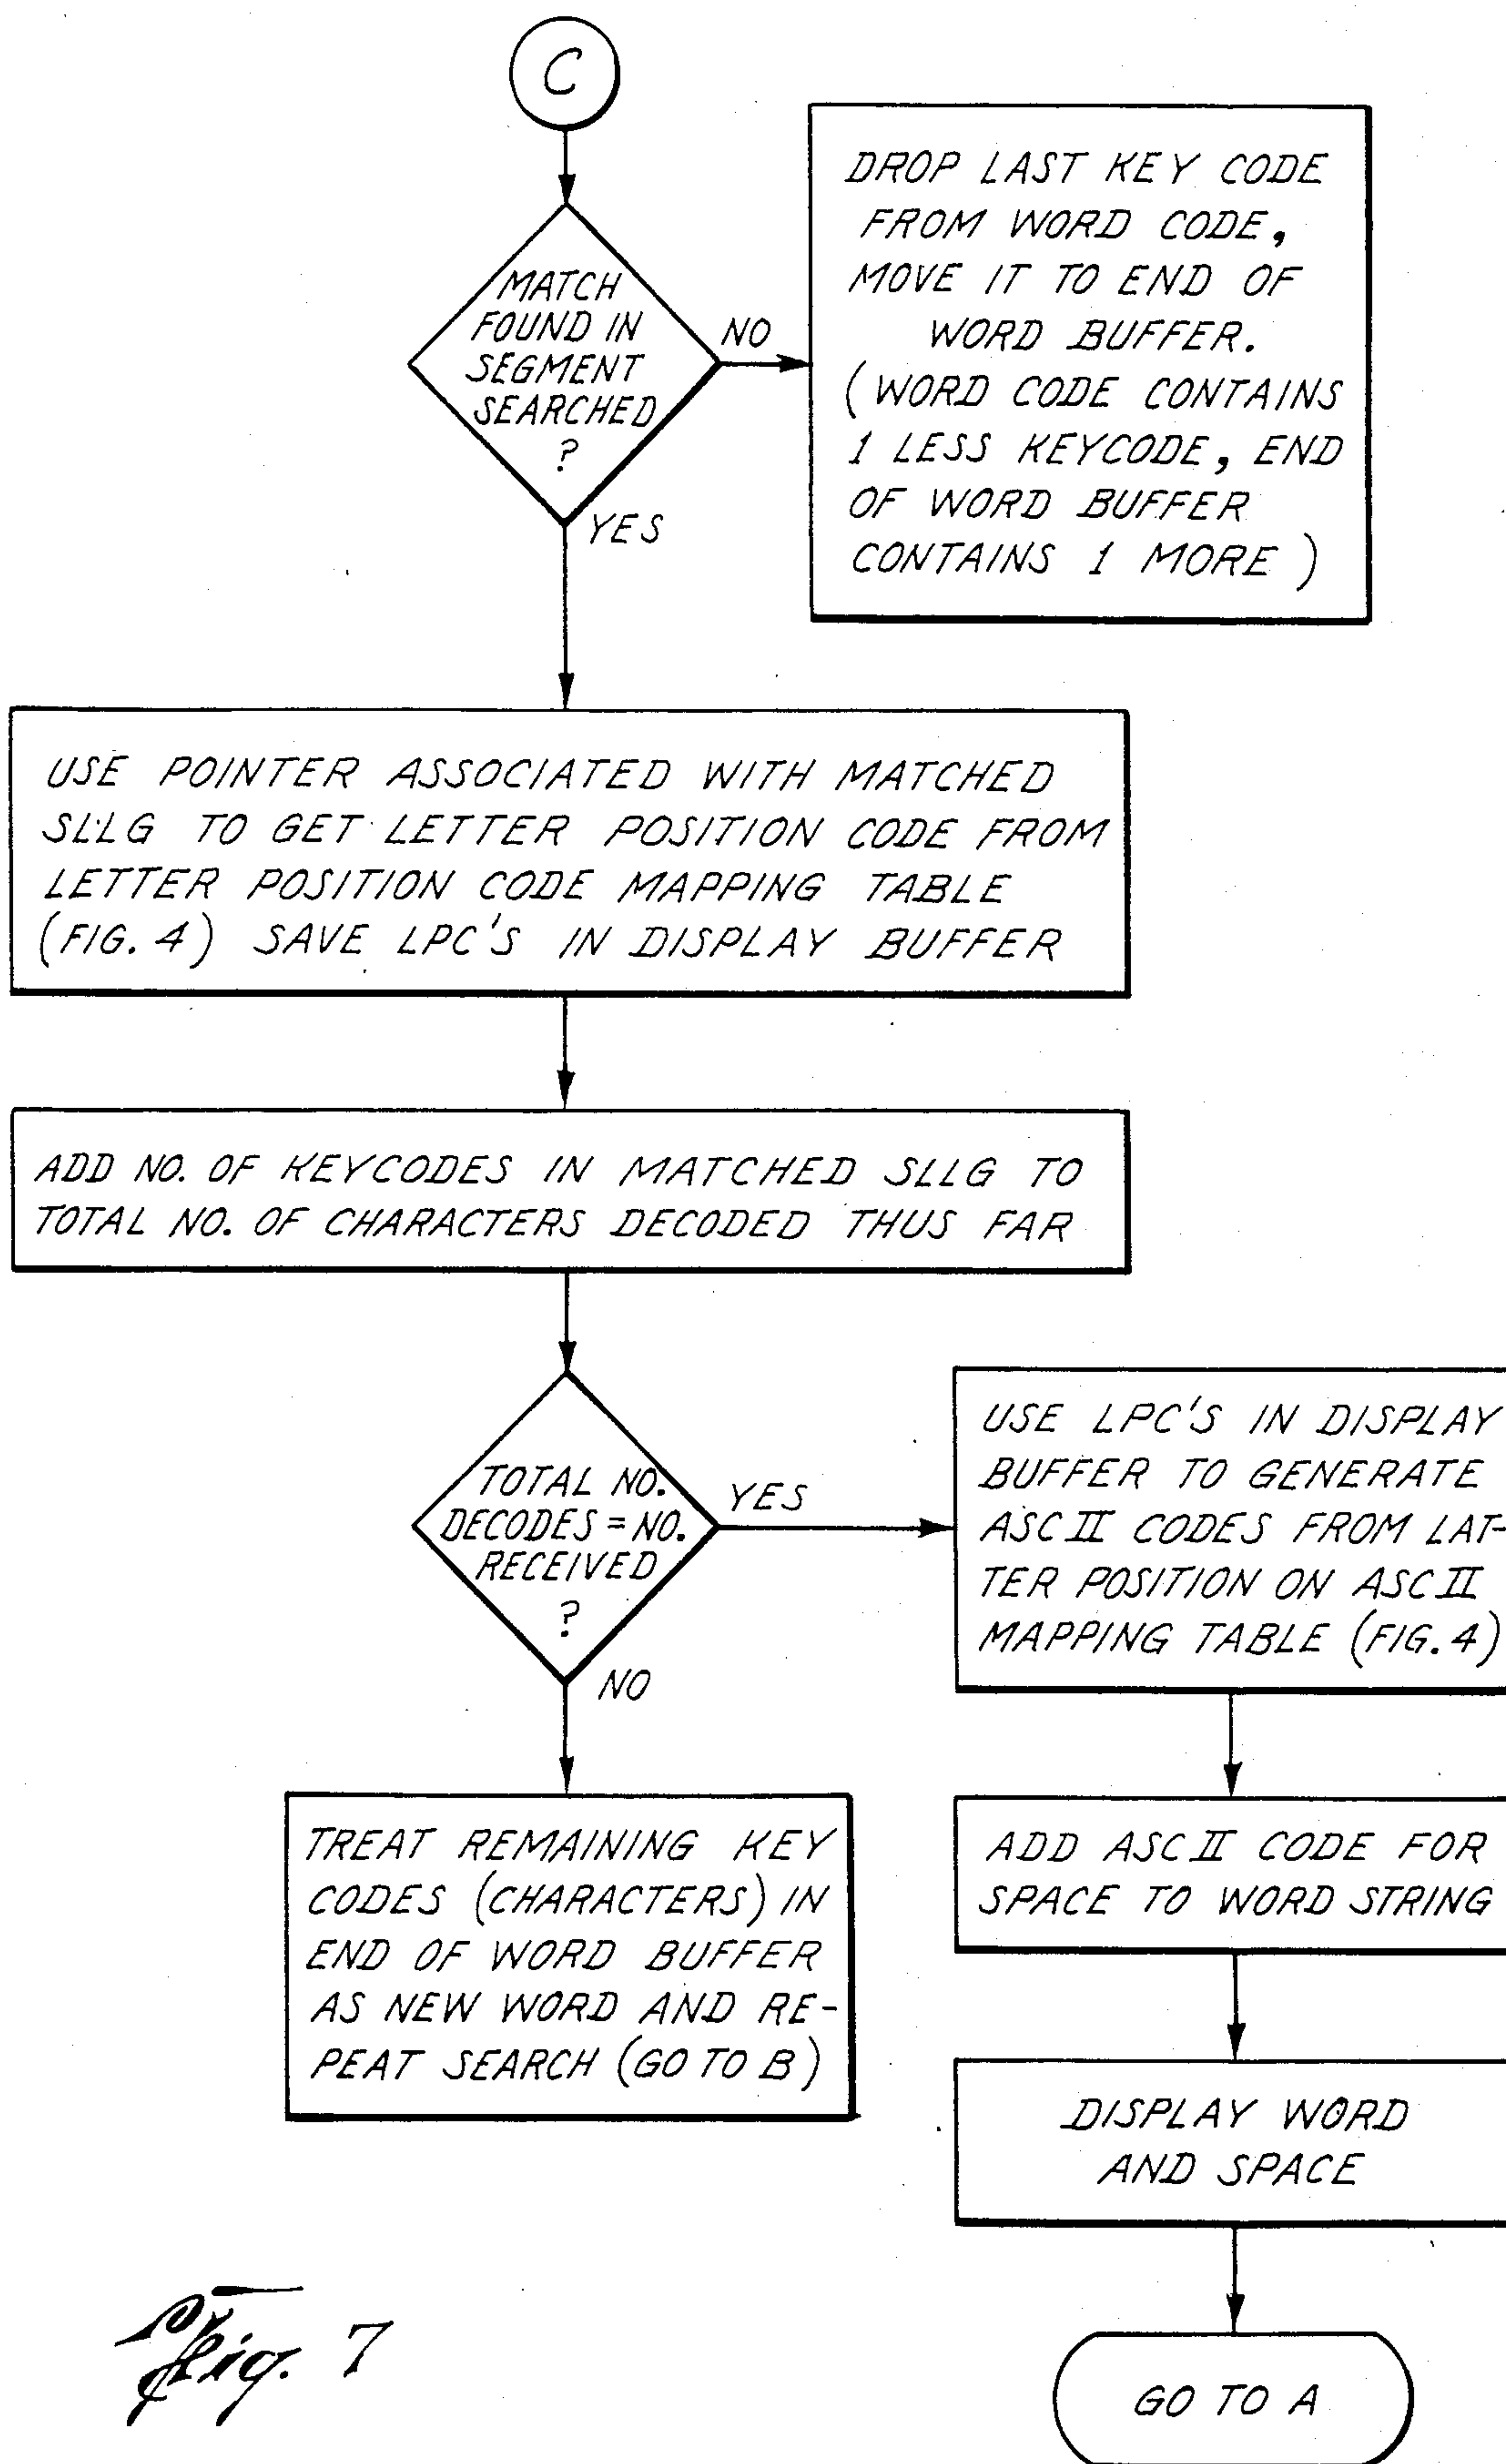 C
MATCH
FOUND IN
SEGMENT
SEARCHED
?
NO
DROP LAST KEY CODE
FROM WORD CODE,
MOVE IT TO END OF
WORD BUFFER.
(WORD CODE CONTAINS
1 LESS KEYCODE, END
OF WORD BUFFER
CONTAINS 1 MORE )
YES
USE POINTER ASSOCIATED WITH MATCHED
SLLG TO GET LETTER POSITION CODE FROM
LETTER POSITION CODE MAPPING TABLE
(FIG. 4) SAVE LPC'S IN DISPLAY BUFFER
ADD NO. OF KEYCODES IN MATCHED SLLG TO
TOTAL NO. OF CHARACTERS DECODED THUS FAR
TOTAL NO.
DECODES = NO.
RECEIVED
?
YES
USE LPC'S IN DISPLAY
BUFFER TO GENERATE
ASCII CODES FROM LAT-
TER POSITION ON ASCII
MAPPING TABLE (FIG. 4)
NO
TREAT REMAINING KEY
CODES (CHARACTERS) IN
END OF WORD BUFFER
AS NEW WORD AND RE-
PEAT SEARCH (GO TO B)
ADD ASCII CODE FOR
SPACE TO WORD STRING
DISPLAY WORD
AND SPACE
GO TO A
Fig. 7